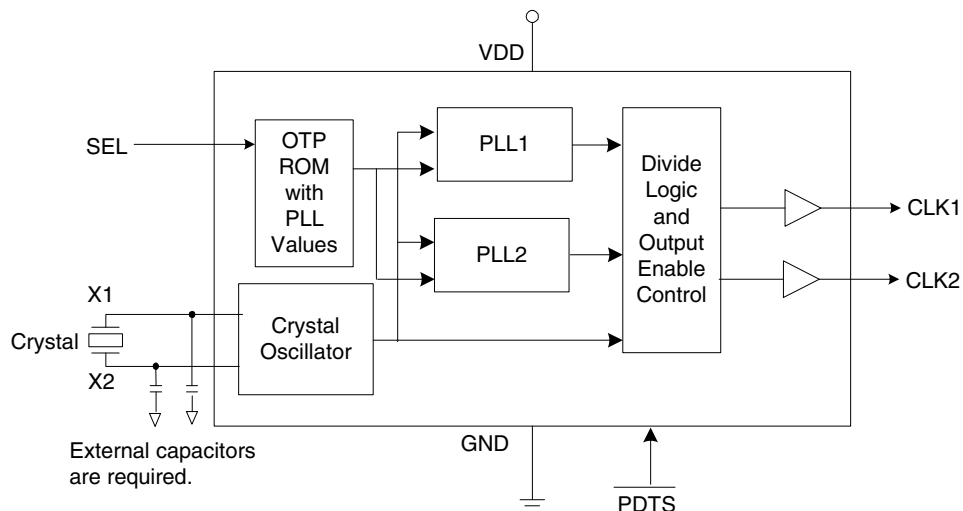 VDD
SEL
OTP
ROM
with
PLL
Values
PLL1
PLL2
Divide
Logic
and
Output
Enable
Control
CLK1
CLK2
X1
Crystal
X2
Crystal
Oscillator
External capacitors
are required.
GND
PDTS